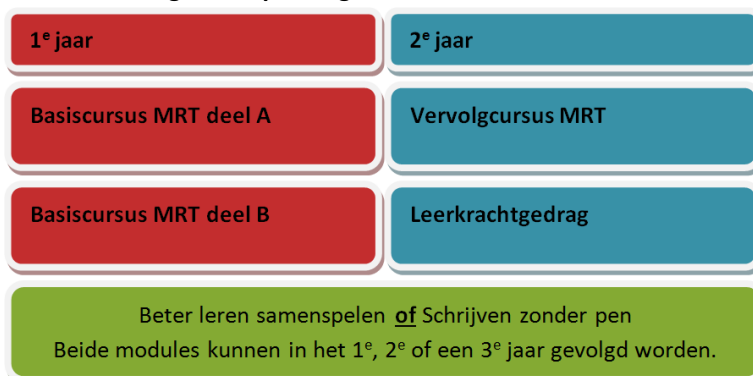 1e jaar
2e jaar
Basiscursus MRT deel A
Vervolgcursus MRT
Basiscursus MRT deel B
Leerkrachtgedrag
Beter leren samenspelen of Schrijven zonder pen
Beide modules kunnen in het 1e, 2e of een 3e jaar gevolgd worden.